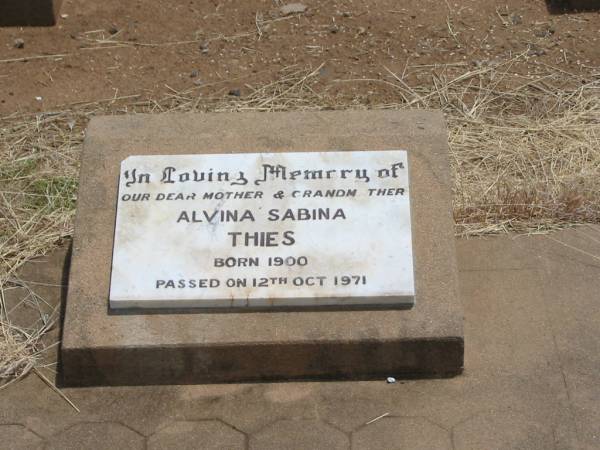 In Loving Memory of
OUR DEAR MOTHER & GRANDM THER
ALVINA SABINA
THIES
BORN 1900
PASSED ON 12TH OCT 1971